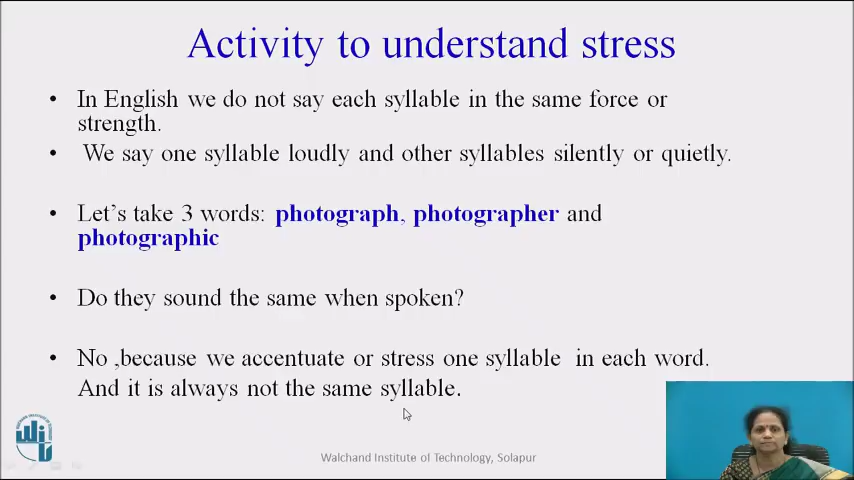 Activity to understand stress
• In English we do not say each syllable in the same force or
strength.
• We say one syllable loudly and other syllables silently or quietly.
• Let's take 3 words: photograph, photographer and
photographic
• Do they sound the same when spoken?
• No ,because we accentuate or stress one syllable in each word.
And it is always not the same syllable.
Walchand Institute of Technology, Solapur